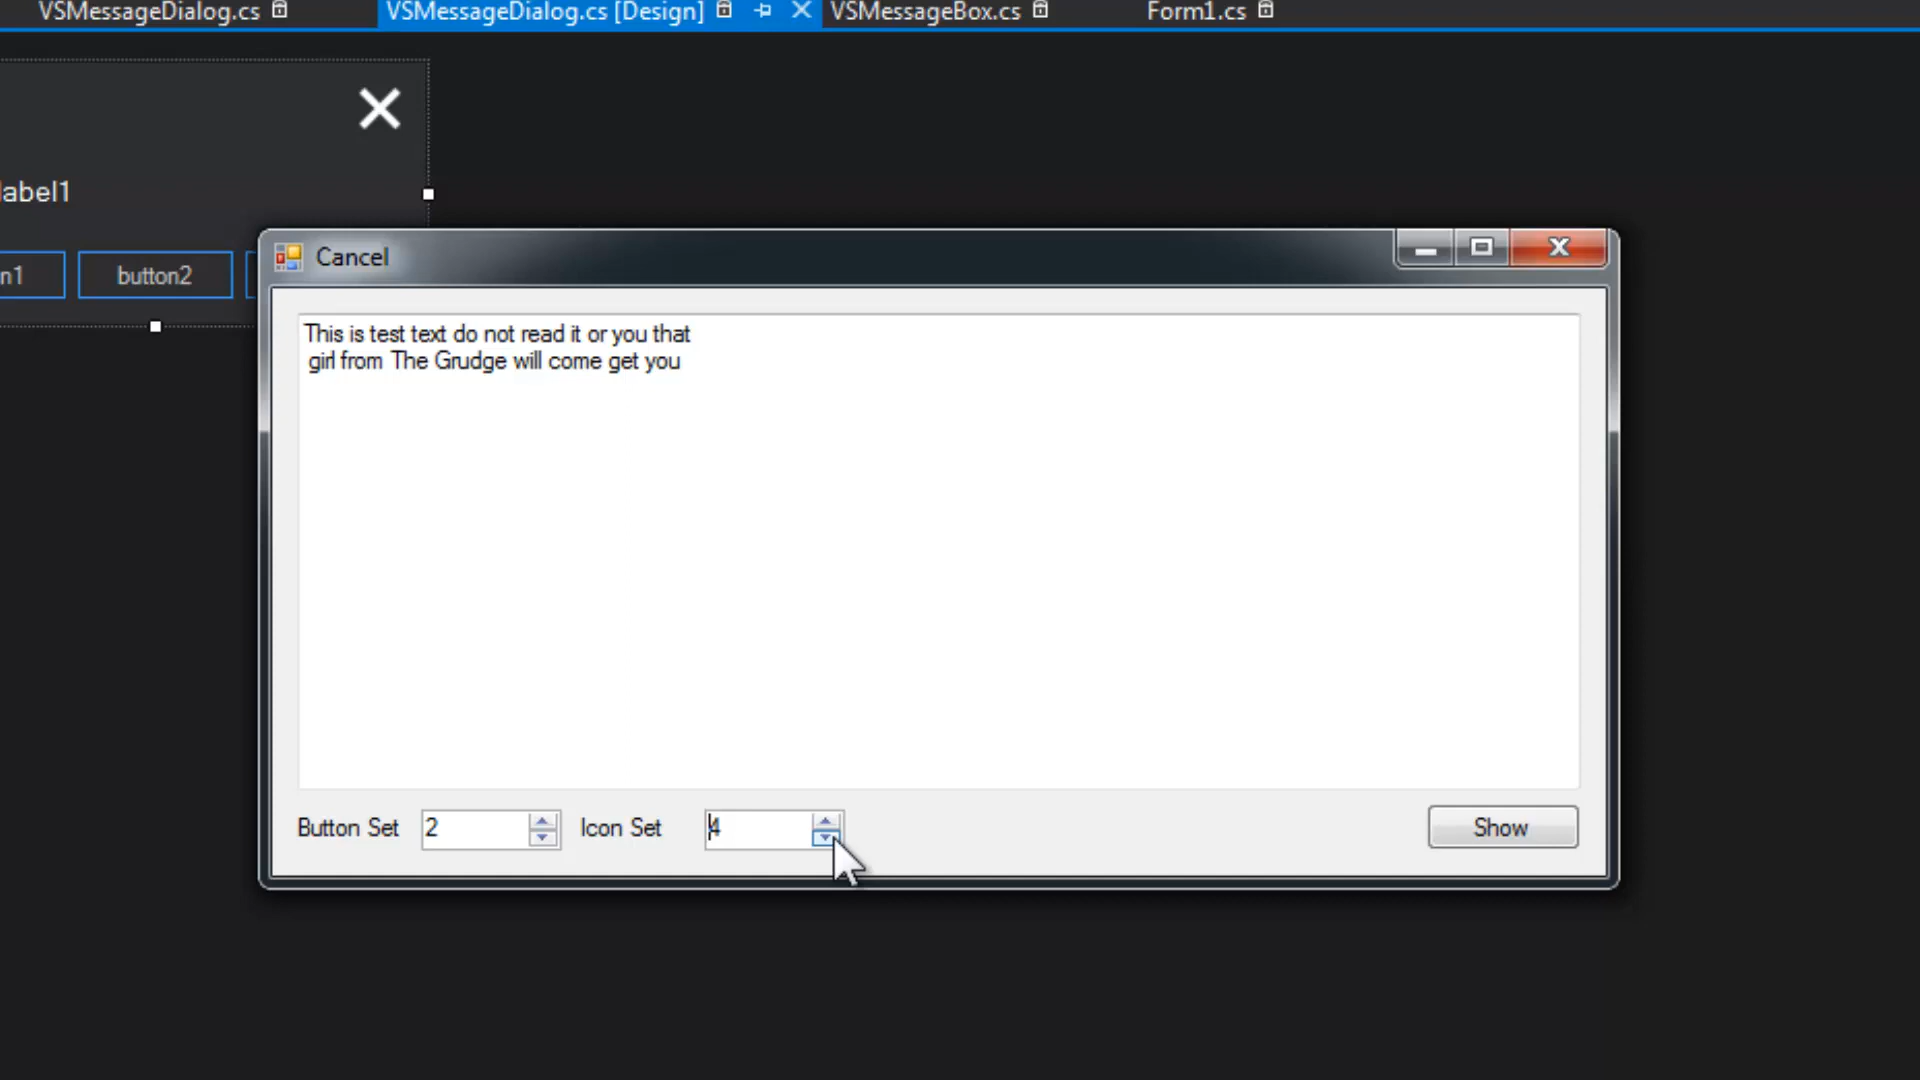 VSMessageDialog.cs
VSMessageDialog.cs [Design]
VSMessageBox.cs
Form1.cs
label1
n1
button2
Cancel
This is test text do not read it or you that
girl from The Grudge will come get you
Button Set 2 Icon Set 4
Show